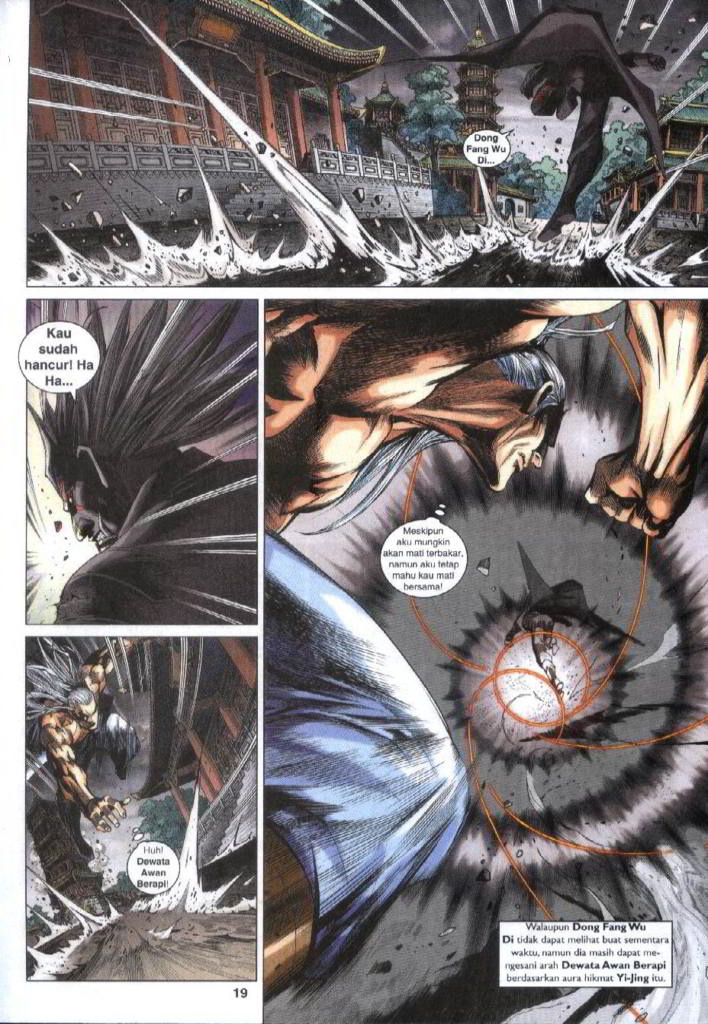 Dong
Fang Wu
Di...
Kau
sudah
hancur! Ha
Ha...
Meskipun
aku mungkin
akan mati terbakar,
namun aku tetap
mahu kau mati
bersama!
Huh!
Dewata
Awan
Berapi!
Walaupun Dong Fang Wu
Di tidak dapat melihat buat sementara
waktu, namun dia masih dapat me-
ngesani arah Dewata Awan Berapi
berdasarkan aura hikmat Yi-Jing itu.
19